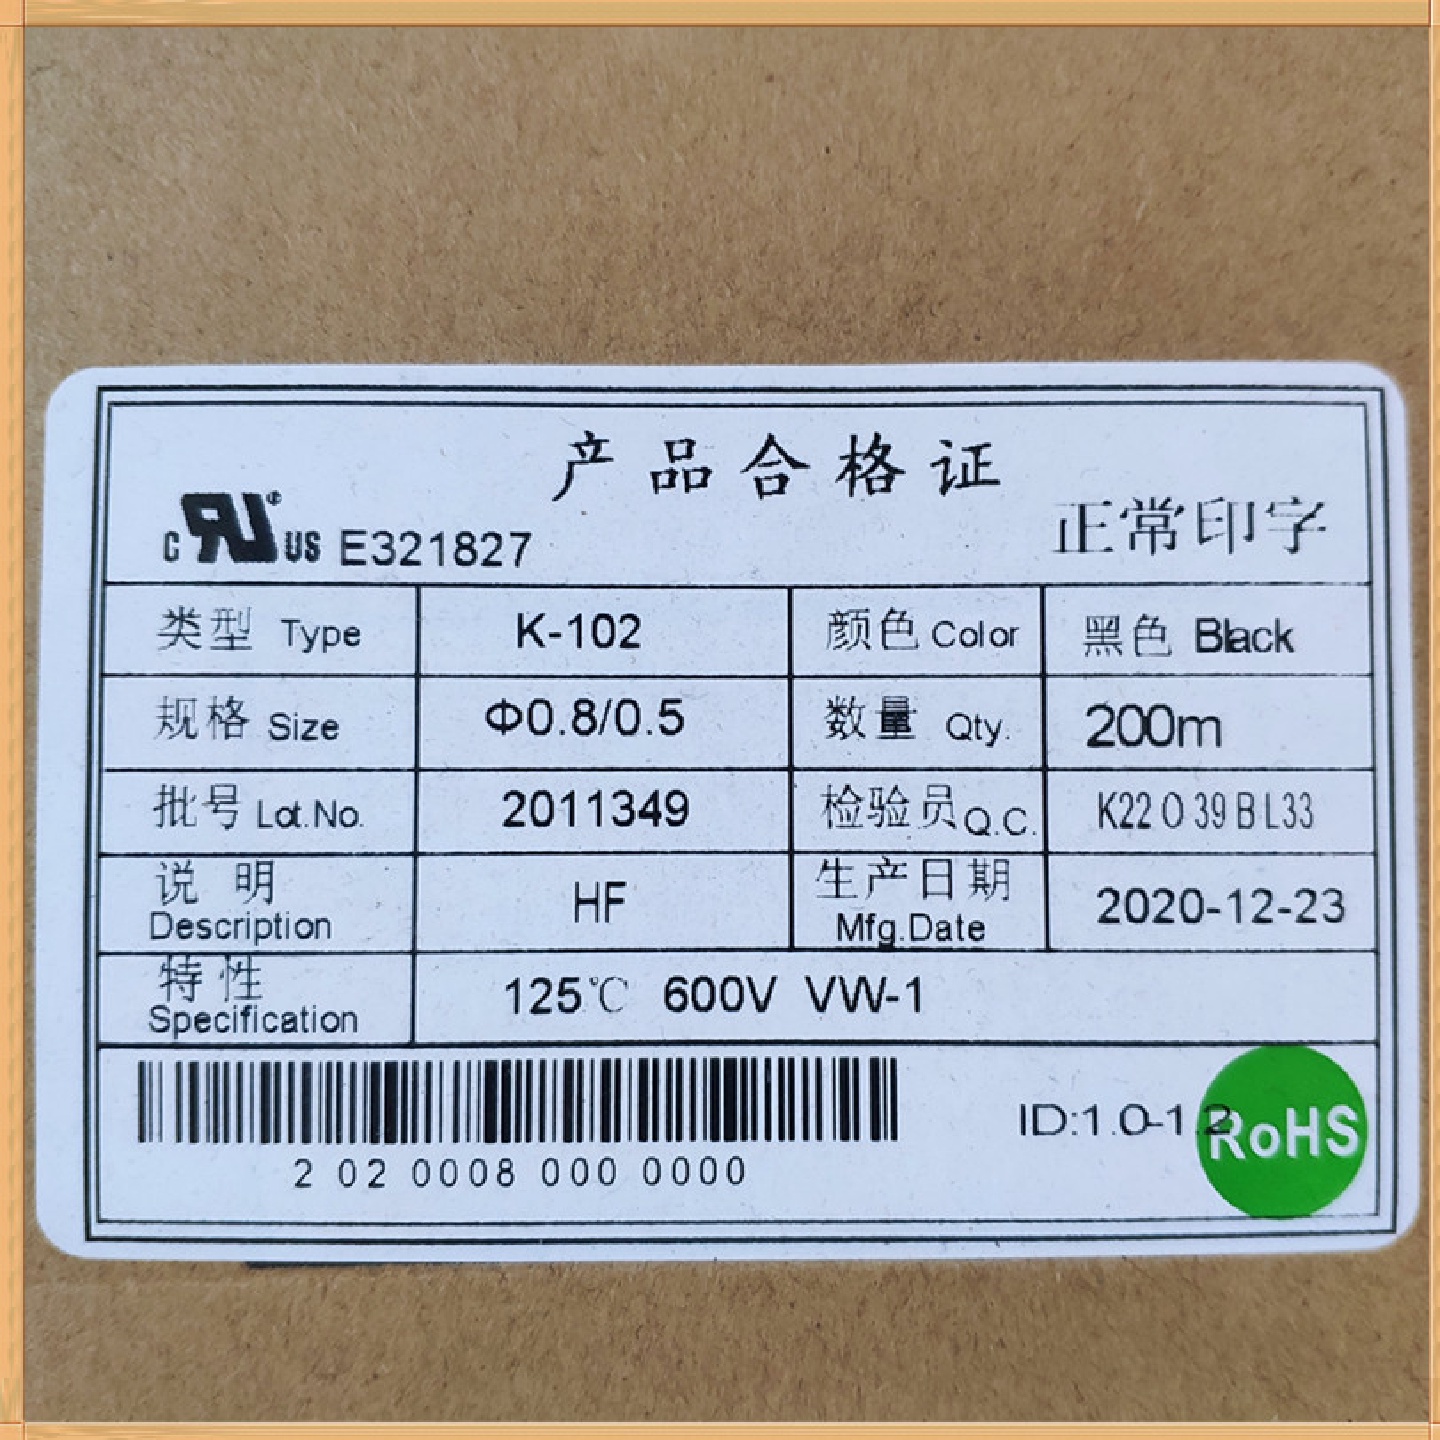 产品合格证
c RU ® US E321827 正常印字
类型 Type K-102 颜色 Color 黑色 Black
规格 Size Φ0.8/0.5 数量 Qty. 200m
批号 Lot.No. 2011349 检验员 Q.C. K22 O 39 B L33
说 明 HF 生产日期 2020-12-23
Description Mfg.Date
特 性 125℃ 600V VW-1
Specification
ID:1.0-1.2 RoHS
2 02 0008 000 0000